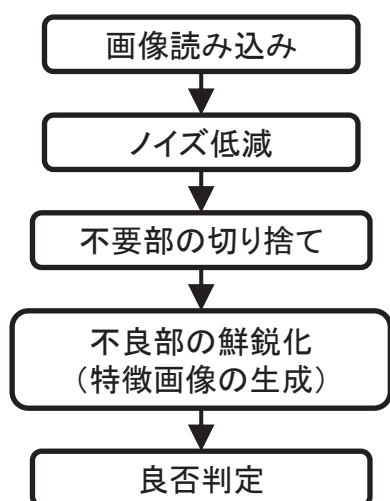 画像読み込み
ノイズ低減
不要部の切り捨て
不良部の鮮鋭化
（特徴画像の生成）
良否判定